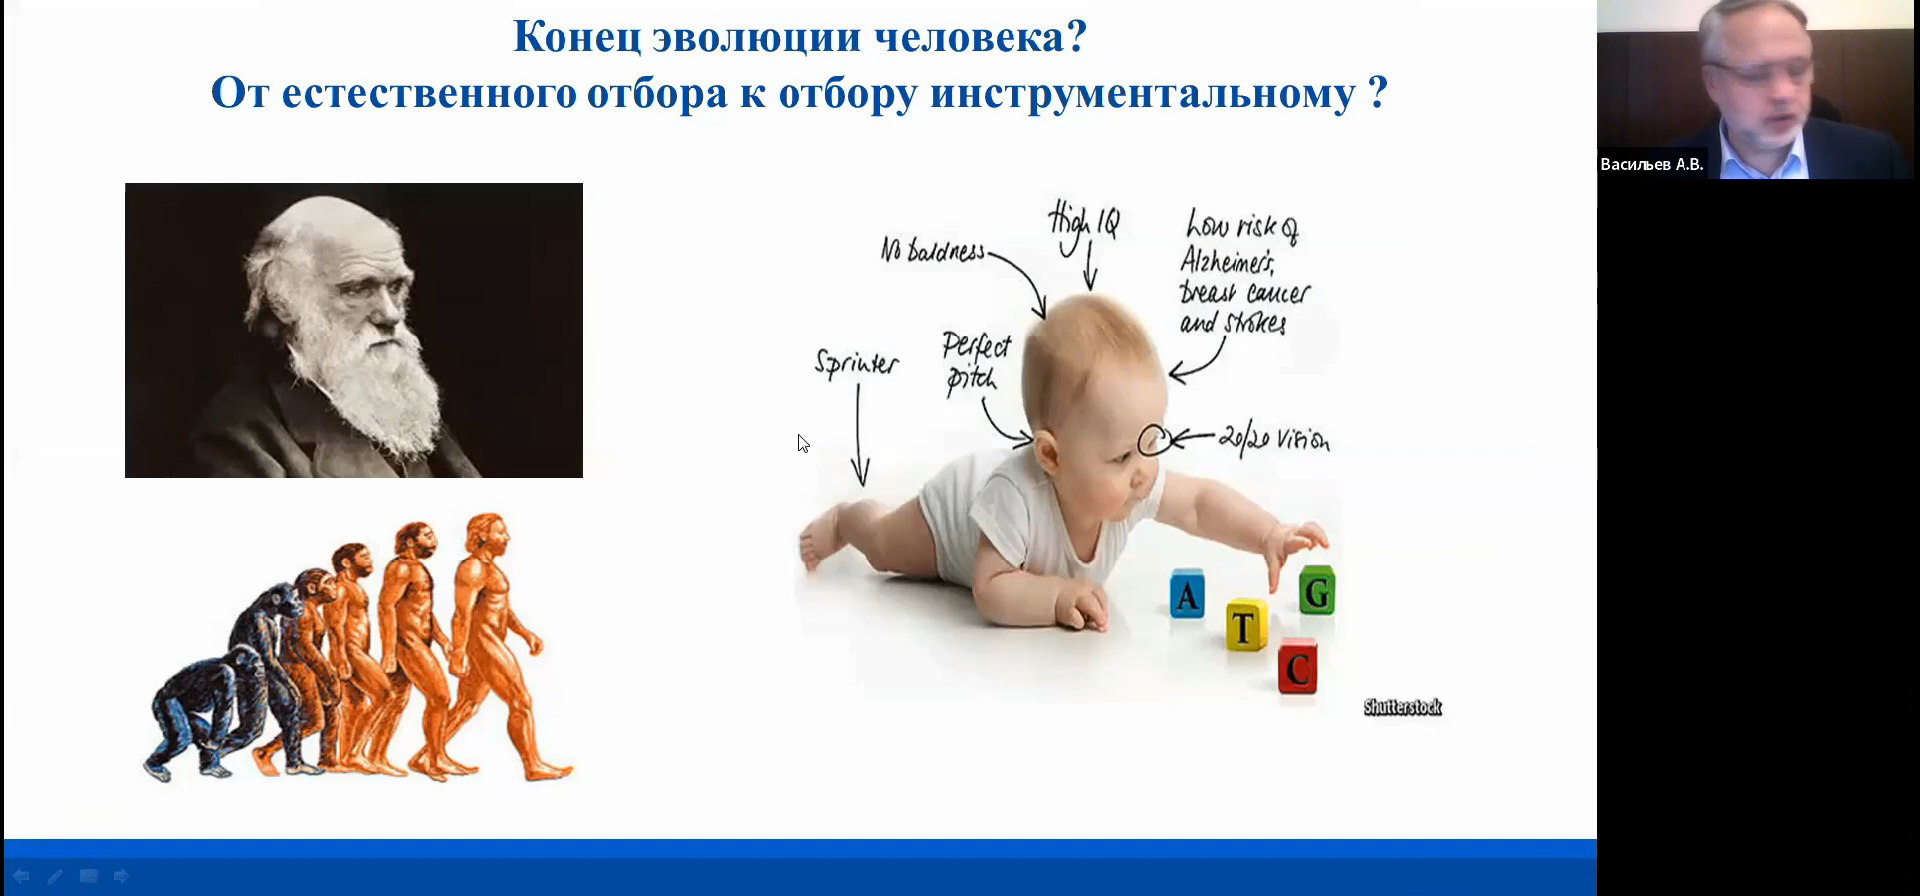 Конец эволюции человека?
От естественного отбора к отбору инструментальному ?
Васильев А.В.
No baldness
High IQ
Low risk of
Alzheimer's,
breast cancer
and strokes
Sprinter
Perfect
pitch
20/20 vision
A
T
G
C
Shutterstock